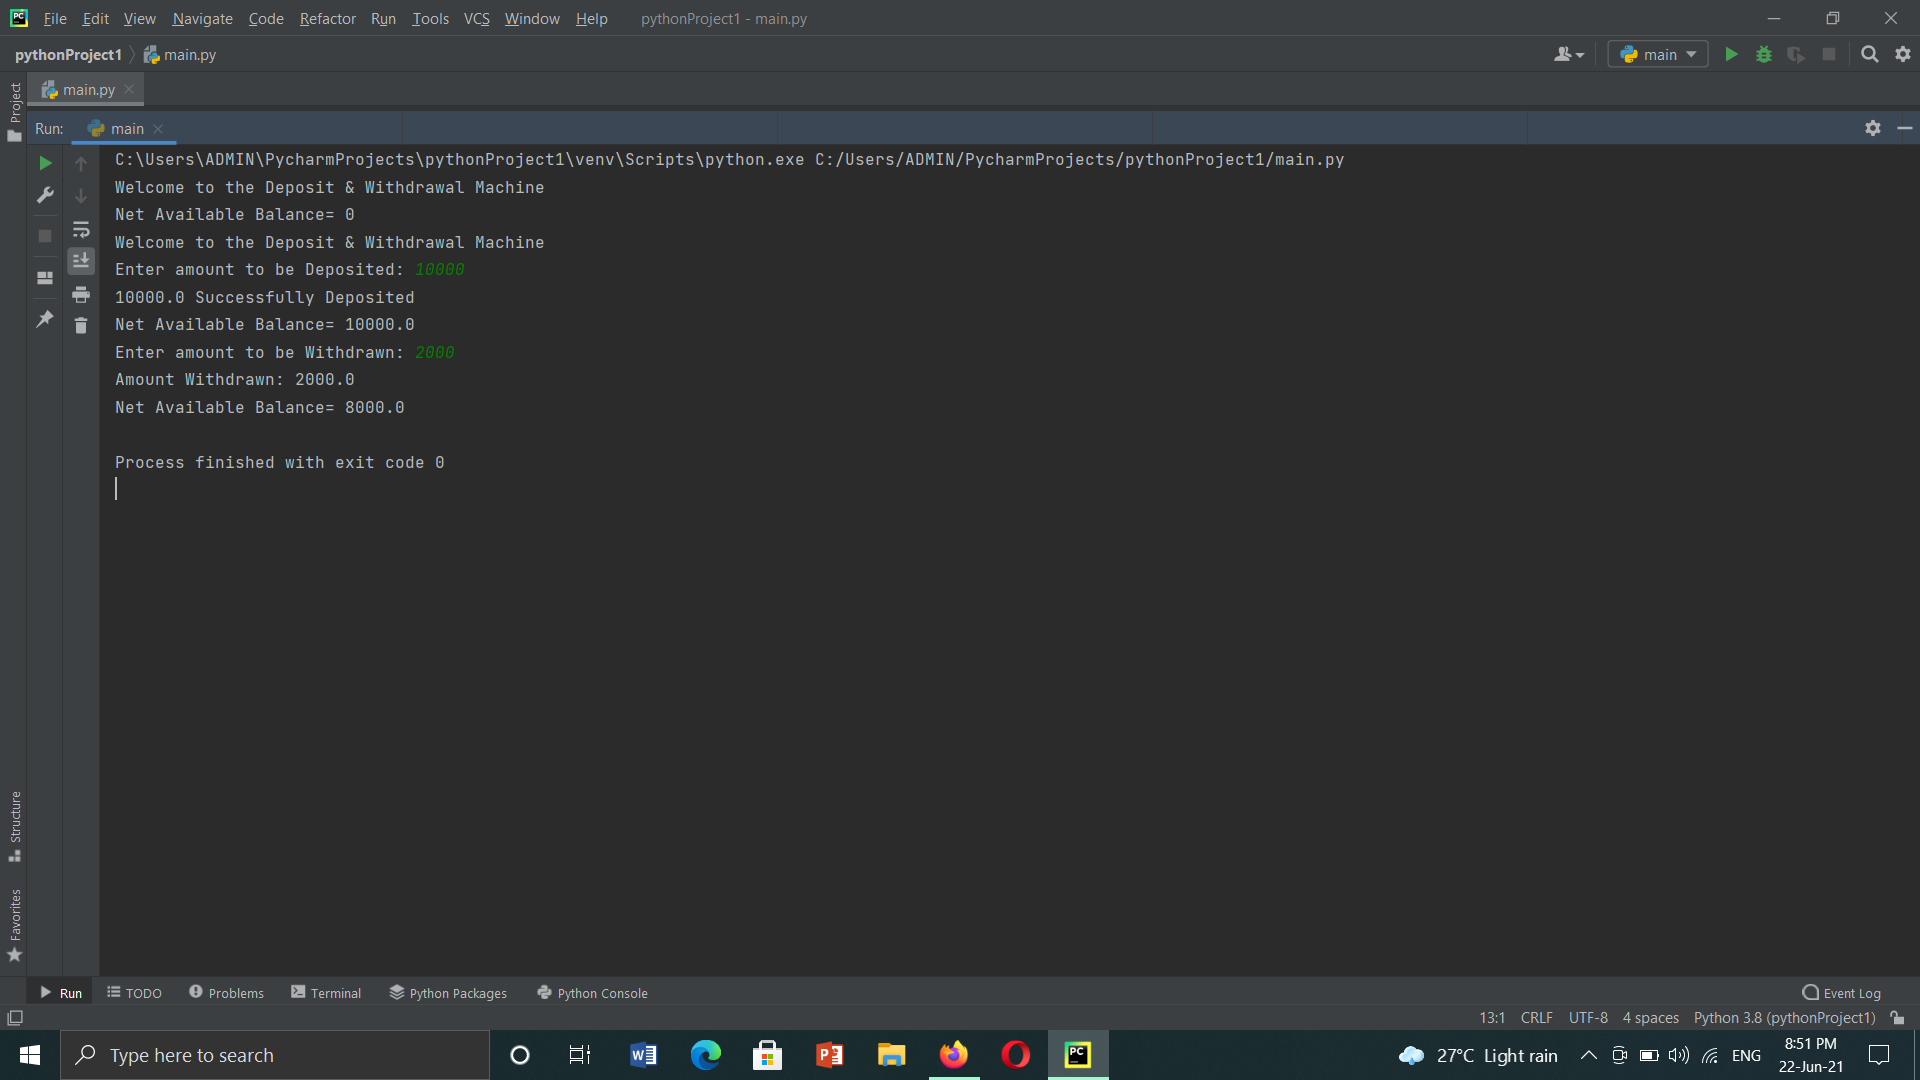 File Edit View Navigate Code Refactor Run Tools VCS Window Help pythonProject1 - main.py
pythonProject1 main.py main
Project
main.py
Run: main
C:\Users\ADMIN\PycharmProjects\pythonProject1\venv\Scripts\python.exe C:/Users/ADMIN/PycharmProjects/pythonProject1/main.py
Welcome to the Deposit & Withdrawal Machine
Net Available Balance= 0
Welcome to the Deposit & Withdrawal Machine
Enter amount to be Deposited: 10000
10000.0 Successfully Deposited
Net Available Balance= 10000.0
Enter amount to be Withdrawn: 2000
Amount Withdrawn: 2000.0
Net Available Balance= 8000.0
Process finished with exit code 0
Structure
Favorites
Run TODO Problems Terminal Python Packages Python Console Event Log
13:1 CRLF UTF-8 4 spaces Python 3.8 (pythonProject1)
Type here to search 27°C Light rain ENG 8:51 PM
22-Jun-21